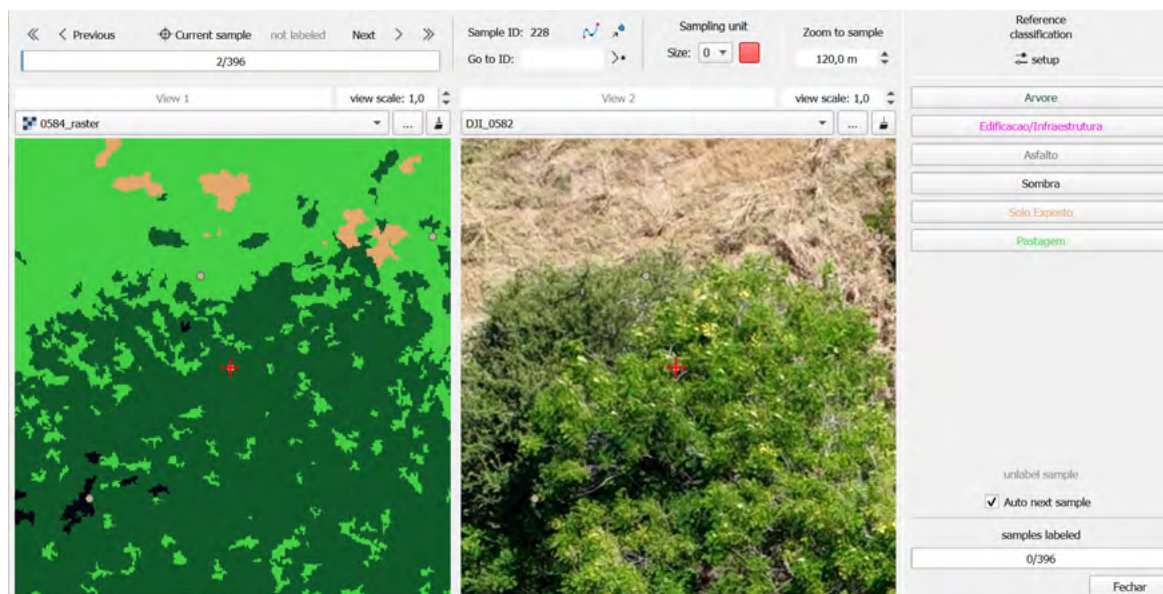 « < Previous Current sample not labeled Next > »
2/396
Sample ID: 228
Go to ID:
Sampling unit
Size: 0
Zoom to sample
120,0 m
Reference
classification
setup
View 1 view scale: 1,0
View 2 view scale: 1,0
0584_raster ...
DJI_0582 ...
Arvore
Edificacao/Infraestrutura
Asfalto
Sombra
Solo Exposto
Pastagem
unlabel sample
Auto next sample
samples labeled
0/396
Fechar